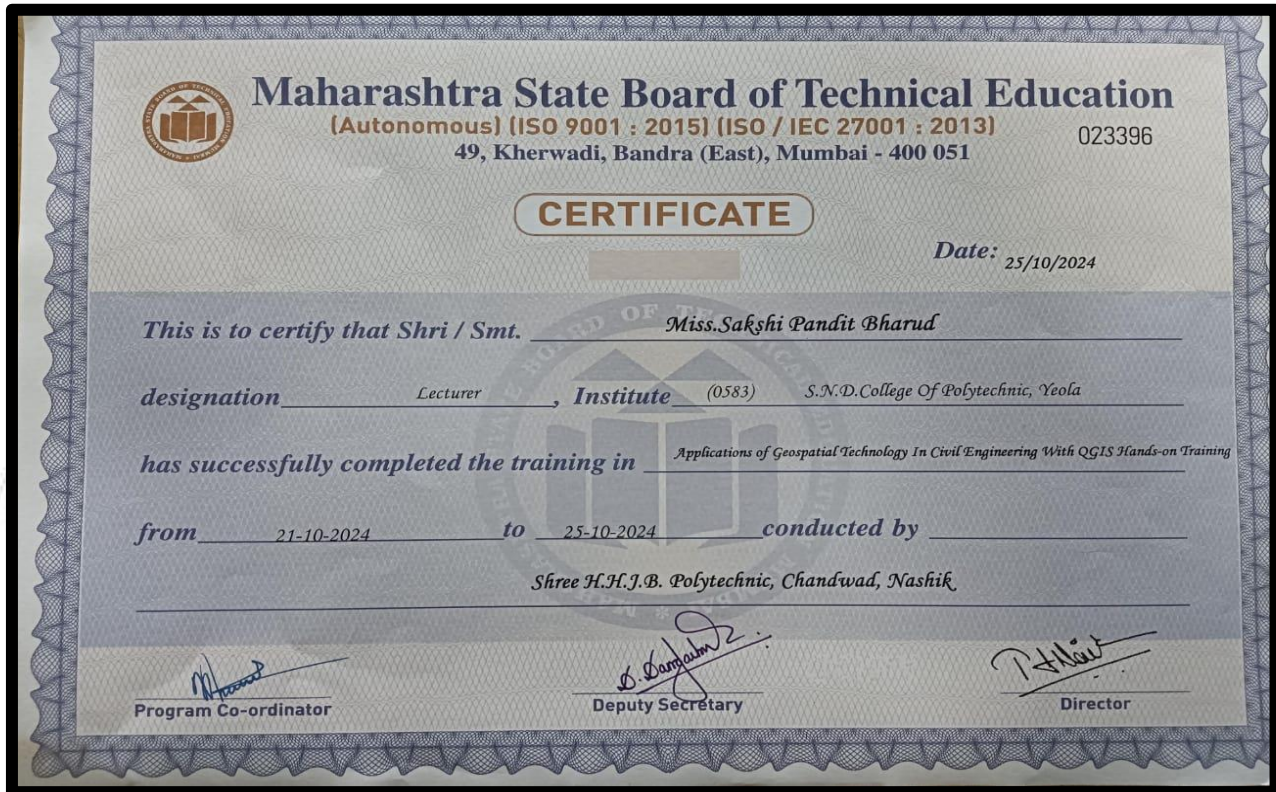 Maharashtra State Board of Technical Education
(Autonomous) (ISO 9001 : 2015) (ISO / IEC 27001 : 2013)
023396
49, Kherwadi, Bandra (East), Mumbai - 400 051
CERTIFICATE
Date: 25/10/2024
This is to certify that Shri / Smt. Miss.Sakshi Pandit Bharud
designation Lecturer, Institute (0583) S.N.D.College Of Polytechnic, Yeola
has successfully completed the training in Applications of Geospatial Technology In Civil Engineering With QGIS Hands-on Training
from 21-10-2024 to 25-10-2024 conducted by
Shree H.H.J.B. Polytechnic, Chandwad, Nashik
Program Co-ordinator
Deputy Secretary
Director